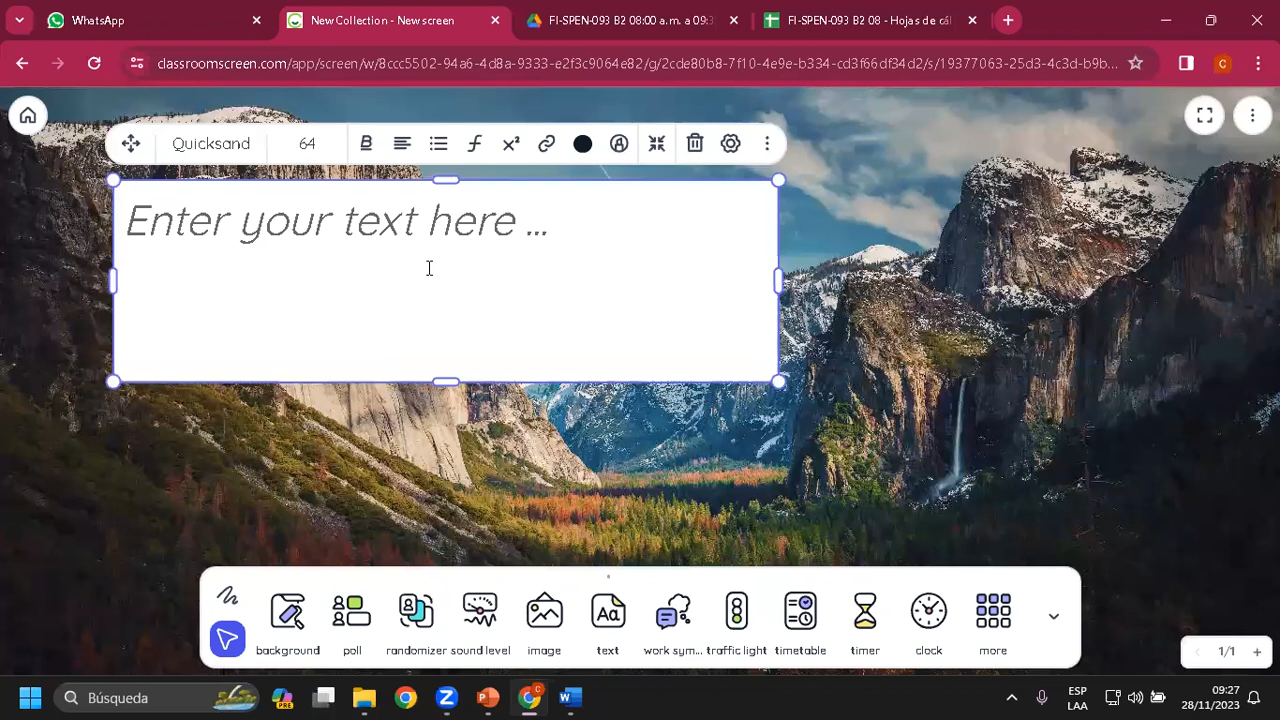 WhatsApp
New Collection - New screen
FI-SPEN-093 B2 08:00 a.m. a 09:3
FI-SPEN-093 B2 08 - Hojas de cál
classroomscreen.com/app/screen/w/8ccc5502-94a6-4d8a-9333-e2f3c9064e82/g/2cde80b8-7f10-4e9e-b334-cd3f66df34d2/s/19377063-25d3-4c3d-b9b...
C
Quicksand
64
B
Enter your text here ...
background
poll
randomizer
sound level
image
Aa
text
work sym...
traffic light
timetable
timer
clock
more
1/1
Búsqueda
PRE
ESP
LAA
09:27
28/11/2023